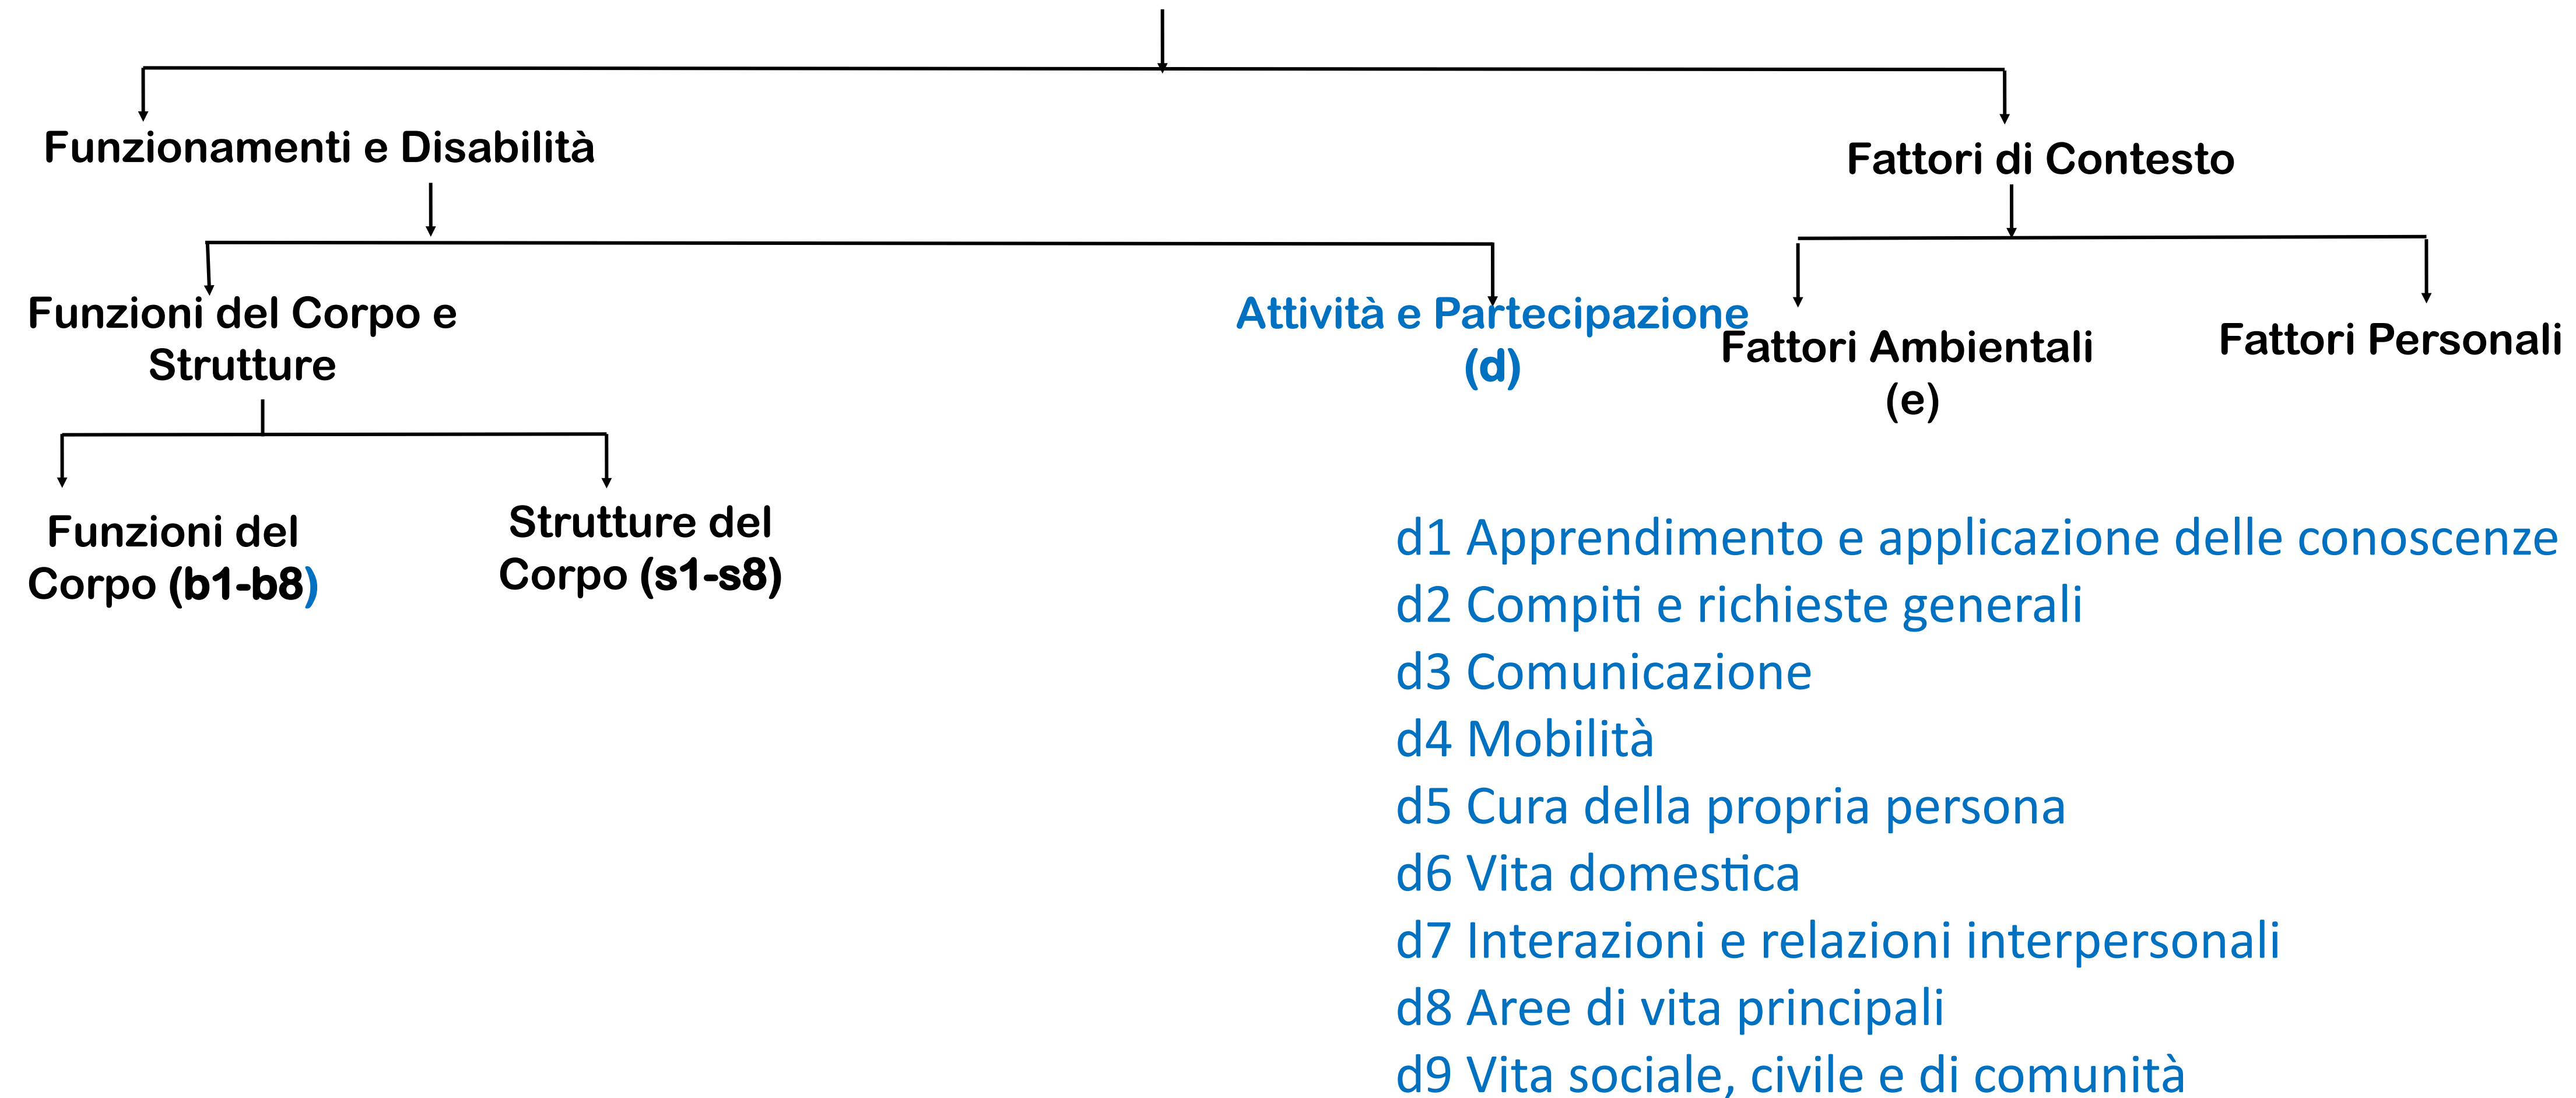 Funzionamenti e Disabilità
Fattori di Contesto
Funzioni del Corpo e
Strutture
Attività e Partecipazione
(d)
Fattori Ambientali
(e)
Fattori Personali
Funzioni del
Corpo (b1-b8)
Strutture del
Corpo (s1-s8)
d1 Apprendimento e applicazione delle conoscenze
d2 Compiti e richieste generali
d3 Comunicazione
d4 Mobilità
d5 Cura della propria persona
d6 Vita domestica
d7 Interazioni e relazioni interpersonali
d8 Aree di vita principali
d9 Vita sociale, civile e di comunità